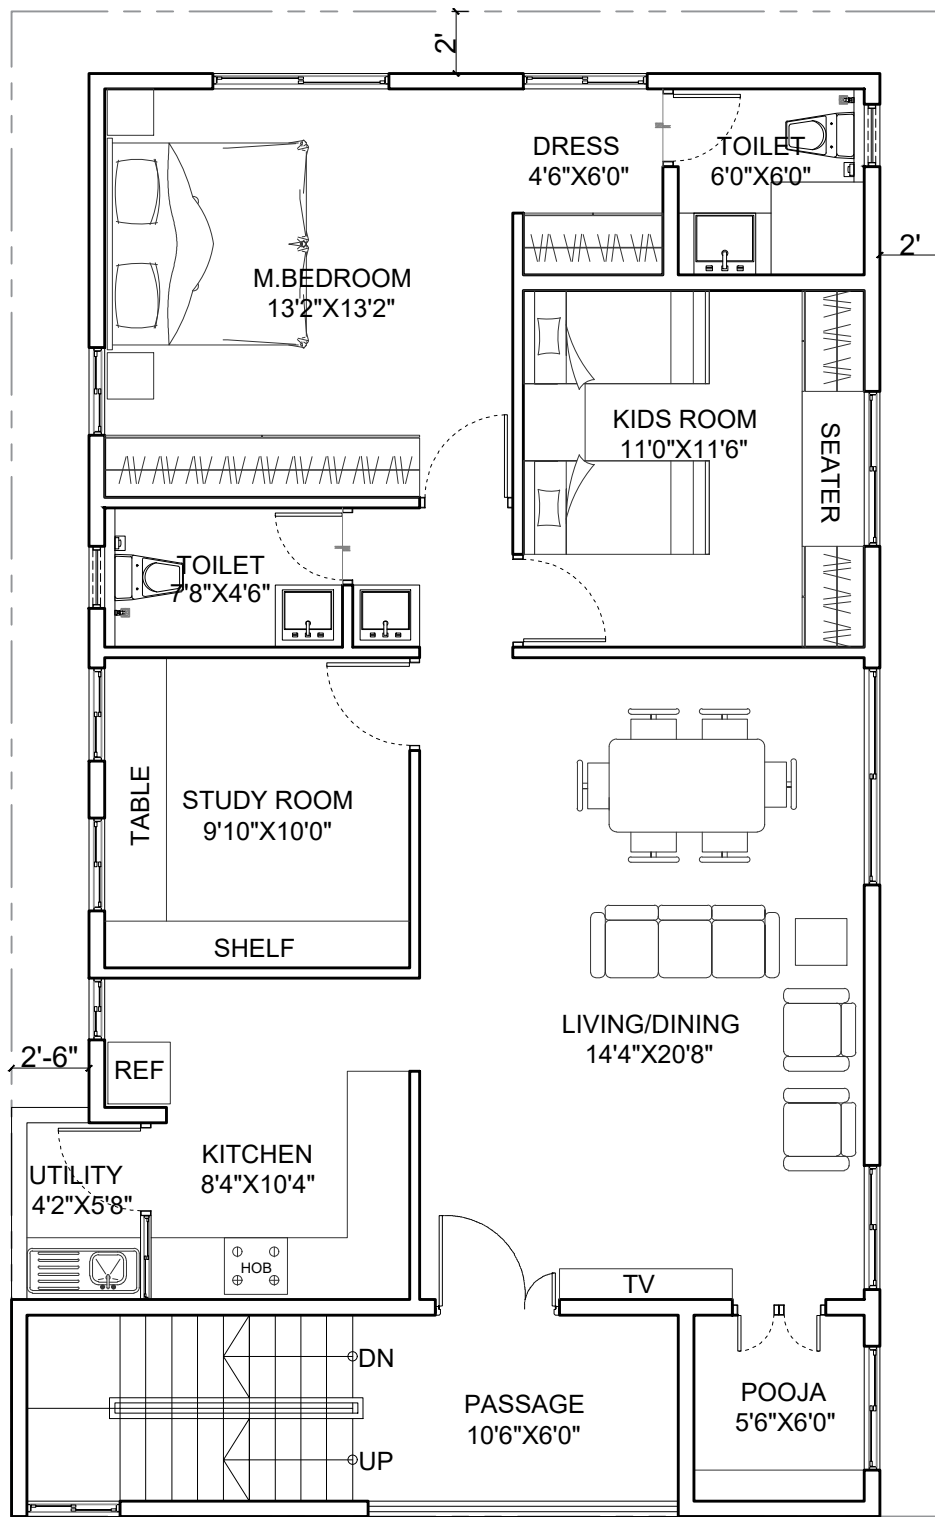 2'
DRESS
4'6"X6'0"
TOILET
6'0"X6'0"
2'
M.BEDROOM
13'2"X13'2"
KIDS ROOM
11'0"X11'6"
SEATER
TOILET
7'8"X4'6"
TABLE
STUDY ROOM
9'10"X10'0"
SHELF
LIVING/DINING
14'4"X20'8"
2'-6"
REF
KITCHEN
8'4"X10'4"
UTILITY
4'2"X5'8"
HOB
TV
DN
PASSAGE
10'6"X6'0"
POOJA
5'6"X6'0"
UP